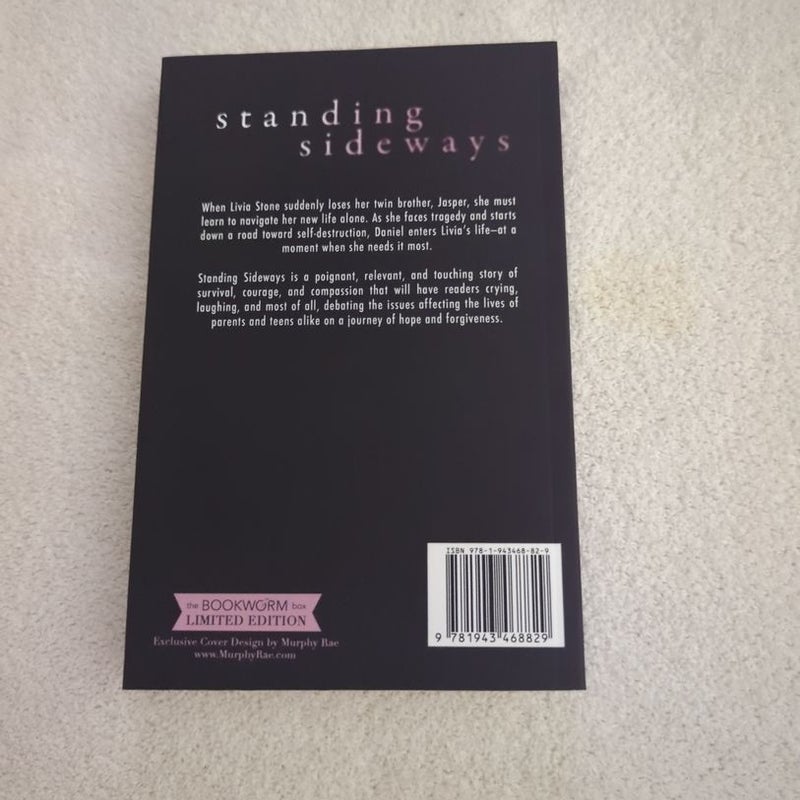 standing
sideways
When Livia Stone suddenly loses her twin brother, Jasper, she must
learn to navigate her new life alone. As she faces tragedy and starts
down a road toward self-destruction, Daniel enters Livia's life—at a
moment when she needs it most.
Standing Sideways is a poignant, relevant, and touching story of
survival, courage, and compassion that will have readers crying,
laughing, and most of all, debating the issues affecting the lives of
parents and teens alike on a journey of hope and forgiveness.
ISBN 978-1-943468-82-9
9 781943 468829
the BOOKWORM box
LIMITED EDITION
Exclusive Cover Design by Murphy Rae
www.MurphyRae.com